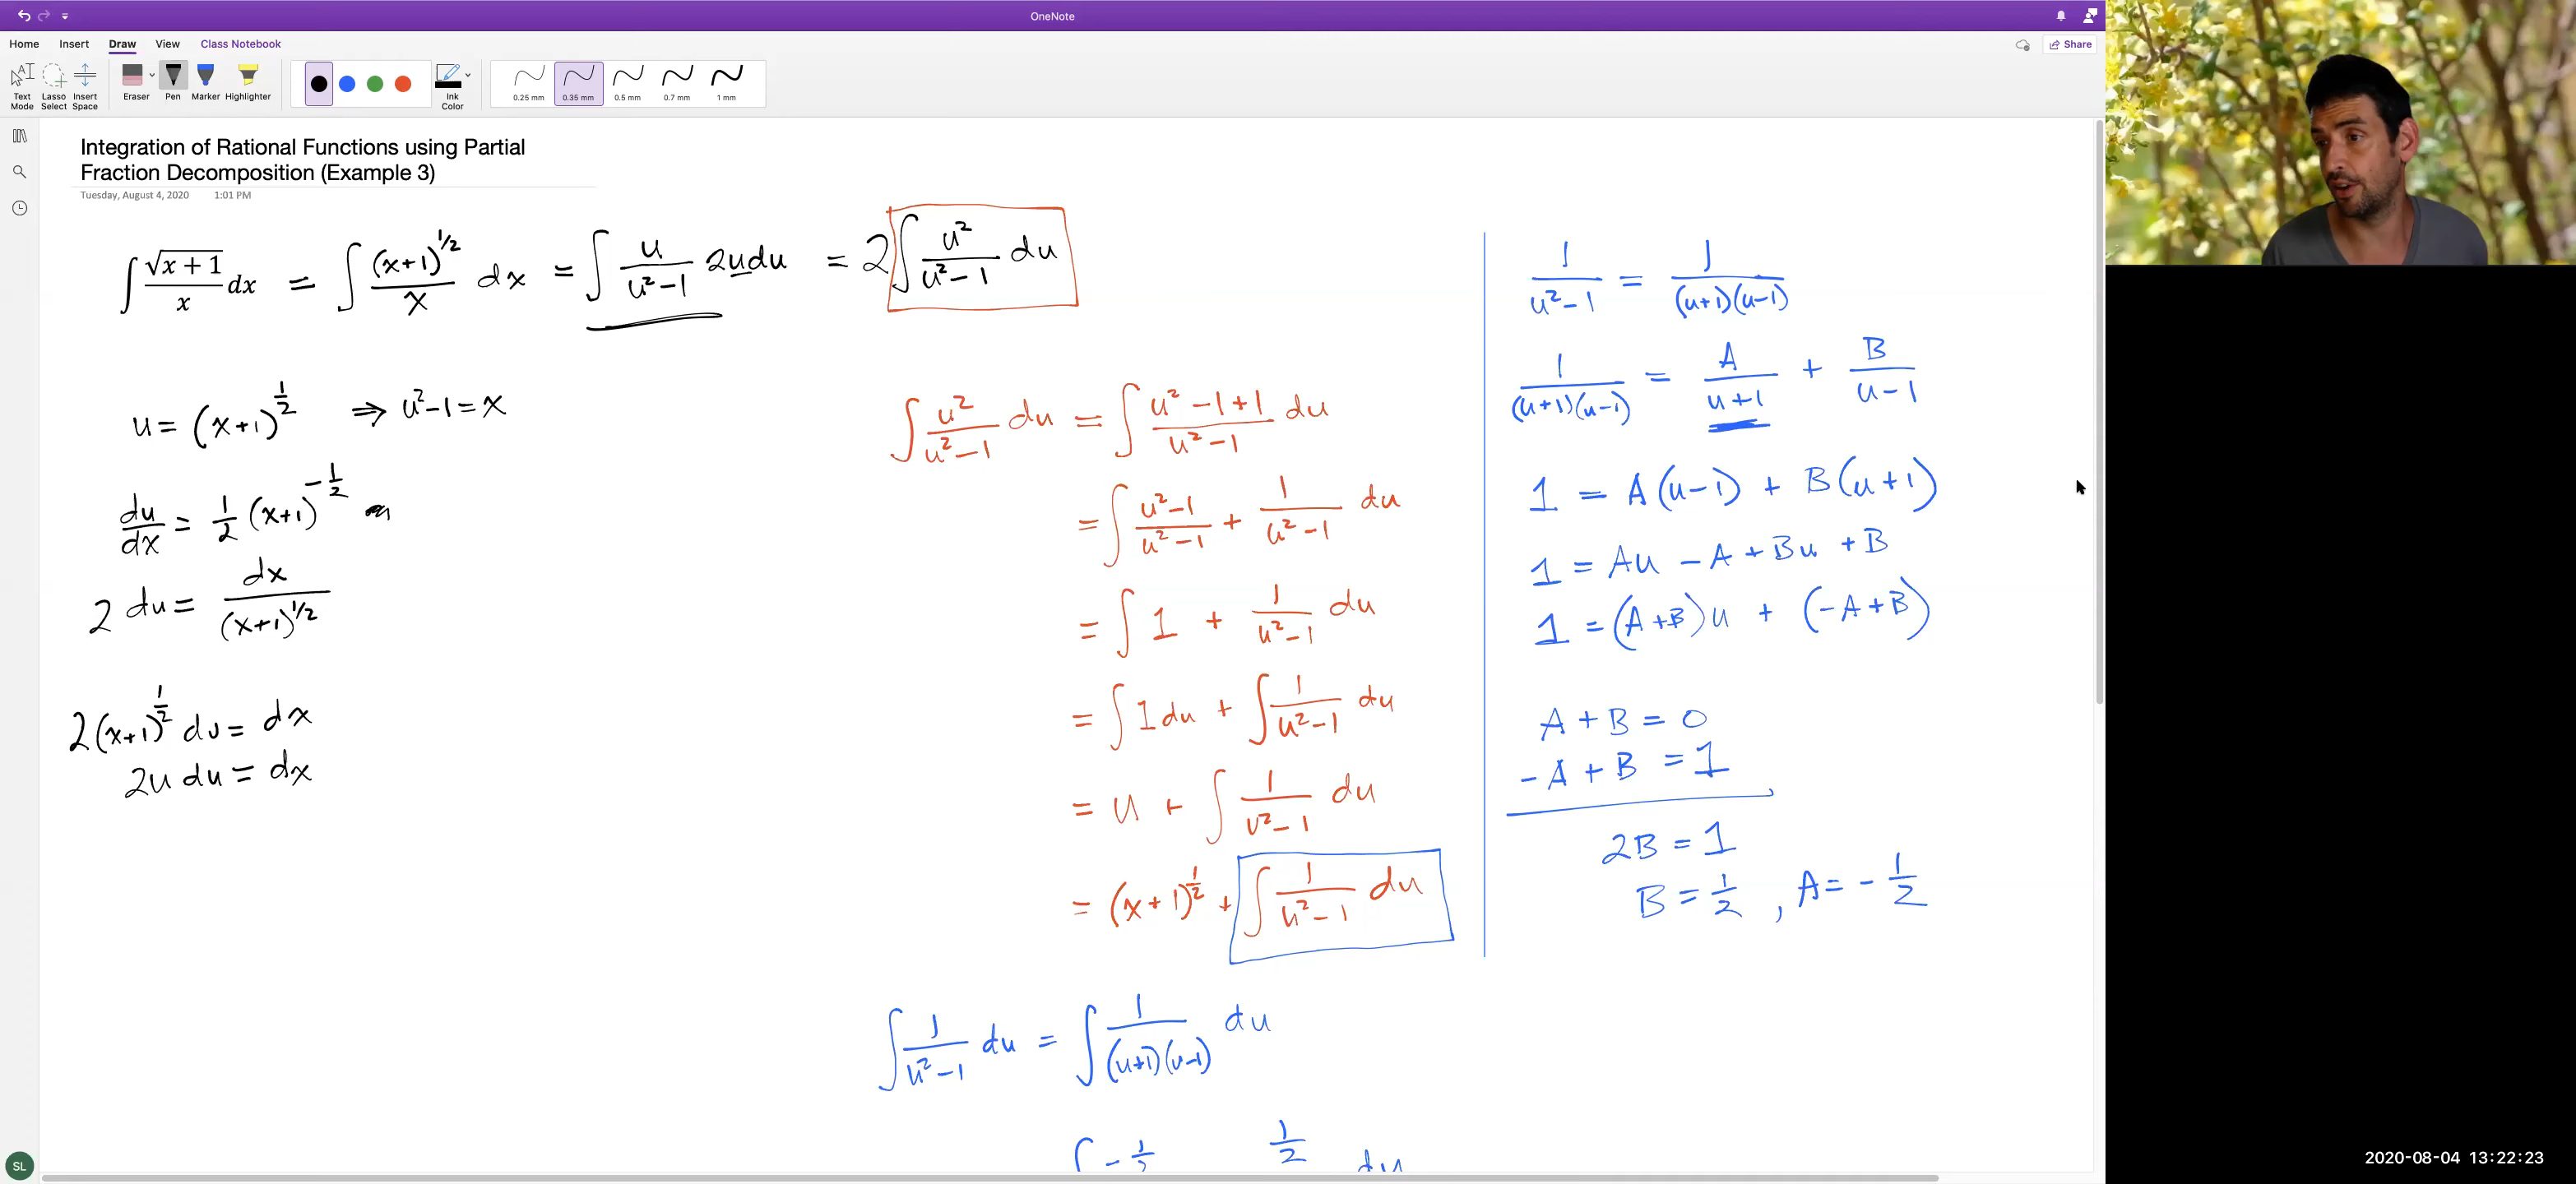 OneNote
Home Insert Draw View Class Notebook
Share
Text Mode
Lasso Select
Insert Space
Eraser
Pen
Marker
Highlighter
Ink Color
0.25 mm 0.35 mm 0.5 mm 0.7 mm 1 mm
Integration of Rational Functions using Partial
Fraction Decomposition (Example 3)
Tuesday, August 4, 2020 1:01 PM
∫ √(x + 1)/x dx = ∫ (x+1)^(1/2)/x dx = ∫ u/(u²-1) 2udu = 2∫ u²/(u²-1) du
u = (x+1)^(1/2) ⇒ u²-1 = x
du/dx = 1/2 (x+1)^(-1/2)
2 du = dx/(x+1)^(1/2)
2(x+1)^(1/2) du = dx
2u du = dx
∫ u²/(u²-1) du = ∫ (u²-1+1)/(u²-1) du
= ∫ (u²-1)/(u²-1) + 1/(u²-1) du
= ∫ 1 + 1/(u²-1) du
= ∫ 1 du + ∫ 1/(u²-1) du
= u + ∫ 1/(u²-1) du
= (x+1)^(1/2) + ∫ 1/(u²-1) du
∫ 1/(u²-1) du = ∫ 1/((u+1)(u-1)) du
1/(u²-1) = 1/((u+1)(u-1))
1/((u+1)(u-1)) = A/(u+1) + B/(u-1)
1 = A(u-1) + B(u+1)
1 = Au - A + Bu + B
1 = (A+B)u + (-A+B)
A + B = 0
-A + B = 1
2B = 1
B = 1/2 , A = -1/2
SL
2020-08-04 13:22:23